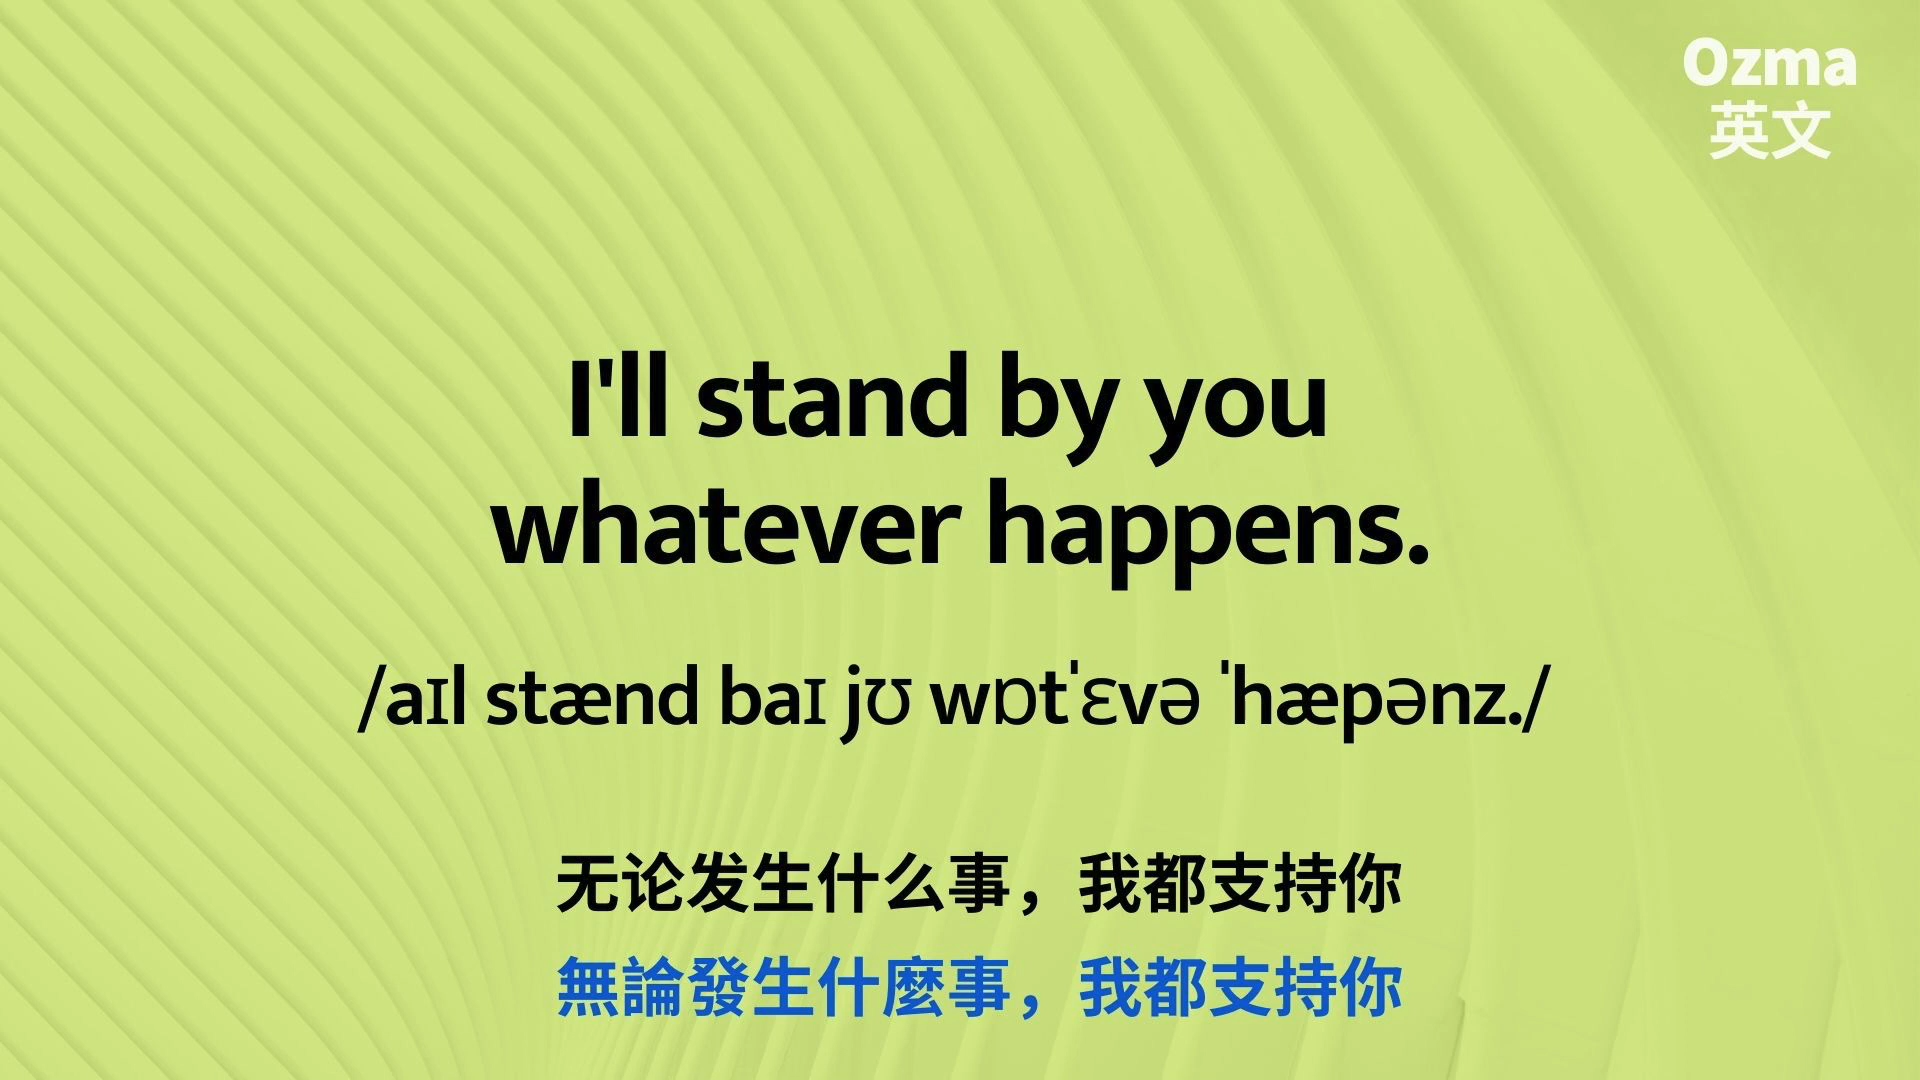 Ozma
英文
I'll stand by you
whatever happens.
/aɪl stænd baɪ jʊ wɒtˈɛvə ˈhæpənz./
无论发生什么事，我都支持你
無論發生什麼事，我都支持你